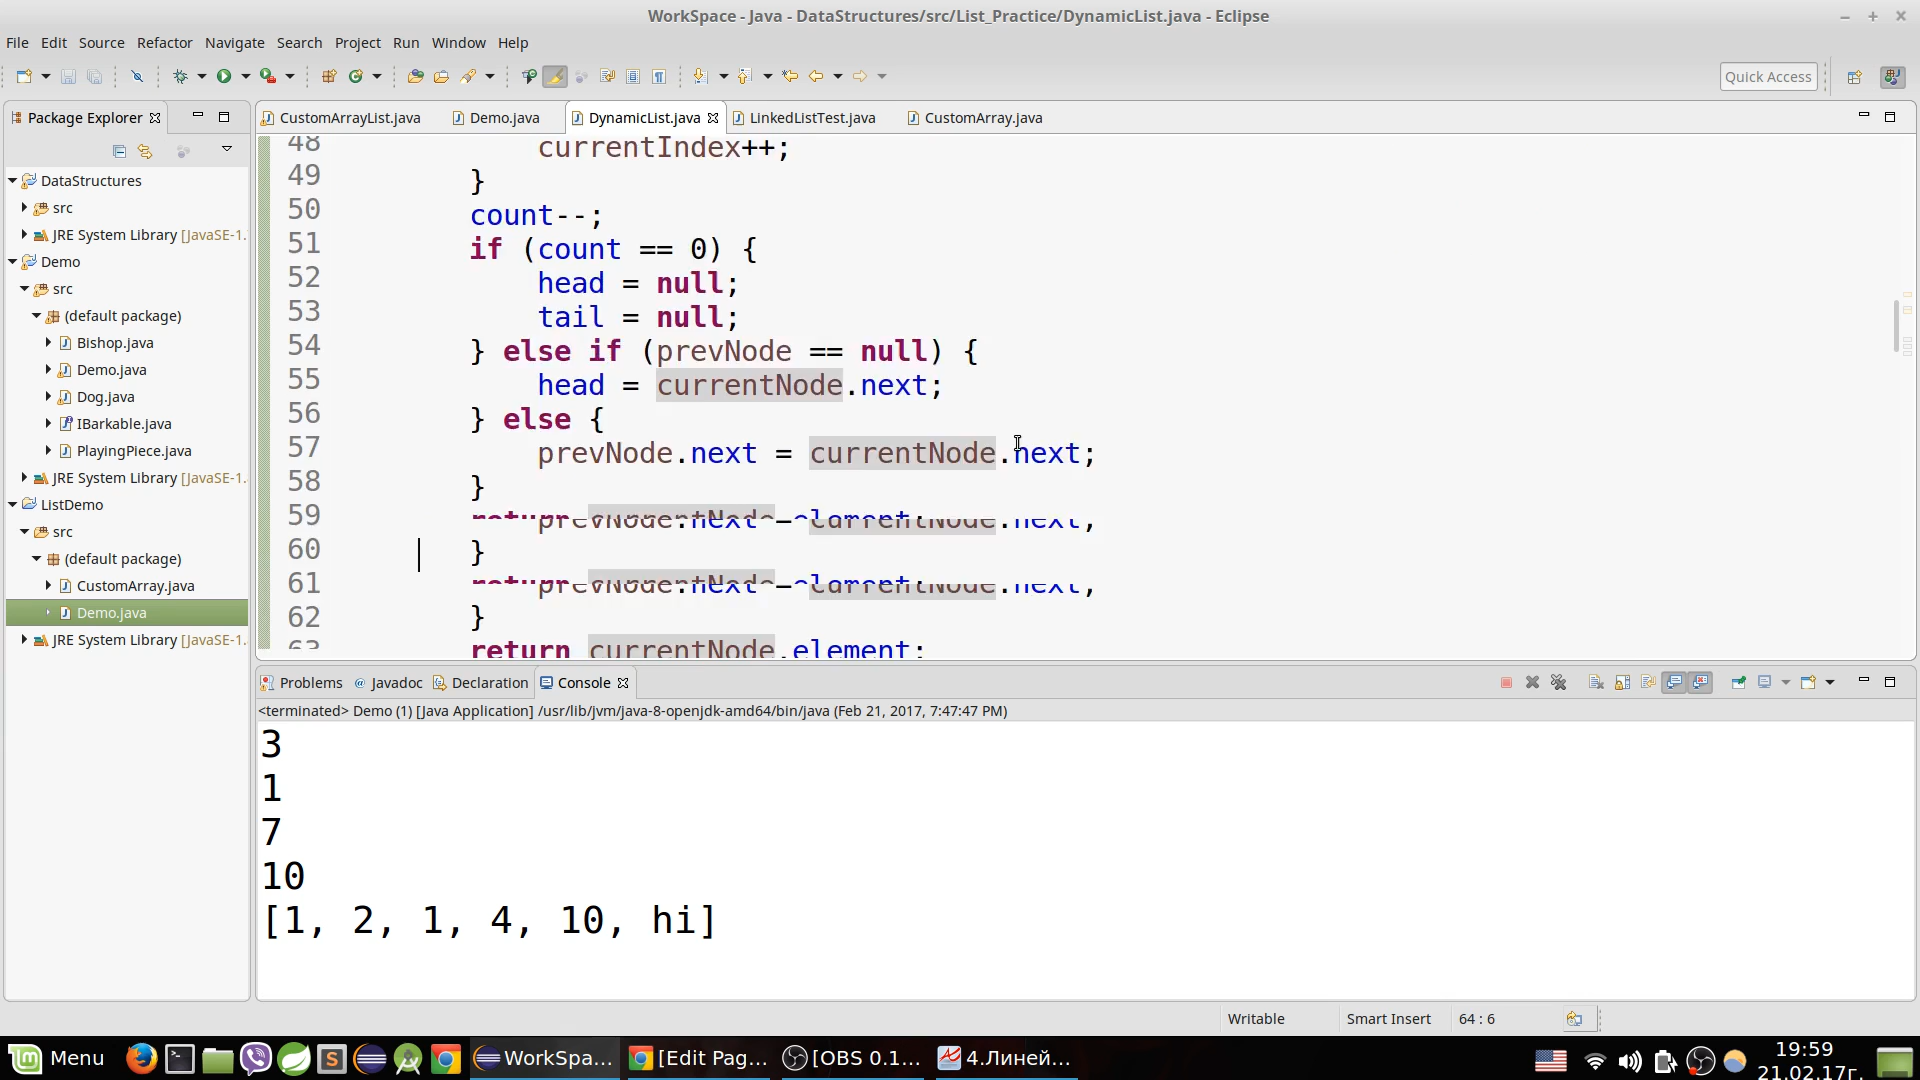 WorkSpace - Java - DataStructures/src/List_Practice/DynamicList.java - Eclipse
File Edit Source Refactor Navigate Search Project Run Window Help
Quick Access
Package Explorer
DataStructures
src
JRE System Library [JavaSE-1.
Demo
src
(default package)
Bishop.java
Demo.java
Dog.java
IBarkable.java
PlayingPiece.java
JRE System Library [JavaSE-1.
ListDemo
src
(default package)
CustomArray.java
Demo.java
JRE System Library [JavaSE-1.
CustomArrayList.java Demo.java DynamicList.java LinkedListTest.java CustomArray.java
48 currentIndex++;
49 }
50 count--;
51 if (count == 0) {
52 head = null;
53 tail = null;
54 } else if (prevNode == null) {
55 head = currentNode.next;
56 } else {
57 prevNode.next = currentNode.next;
58 }
59
60 }
61
62 }
63 return currentNode.element;
Problems Javadoc Declaration Console
<terminated> Demo (1) [Java Application] /usr/lib/jvm/java-8-openjdk-amd64/bin/java (Feb 21, 2017, 7:47:47 PM)
3
1
7
10
[1, 2, 1, 4, 10, hi]
Writable Smart Insert 64 : 6
Menu WorkSpa... [Edit Pag... [OBS 0.1... 4.Линей... 19:59
21.02.17г.